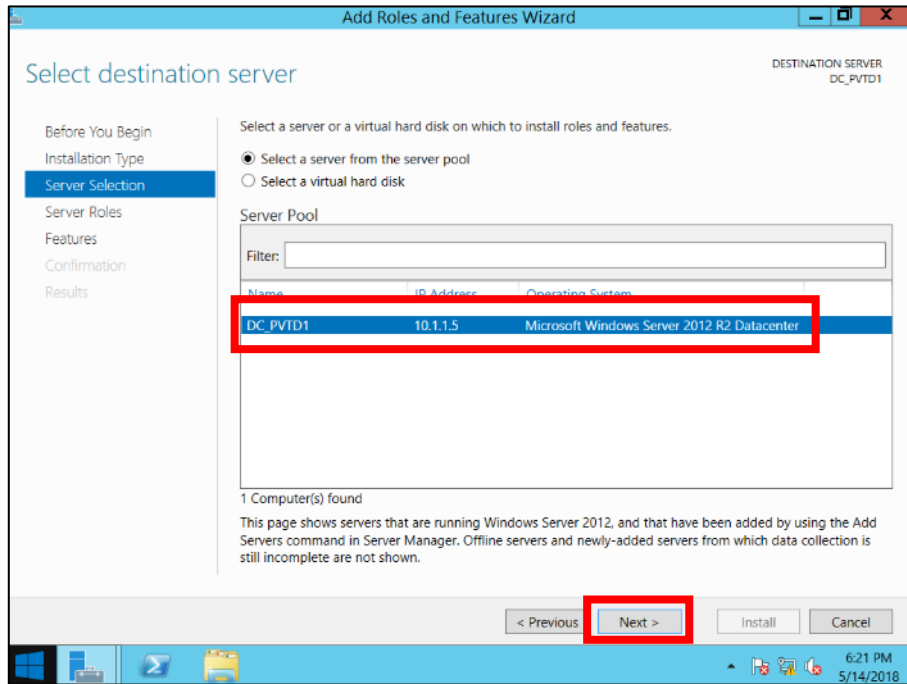 Add Roles and Features Wizard
Select destination server
DESTINATION SERVER
DC_PVTD1
Before You Begin
Installation Type
Server Selection
Server Roles
Features
Confirmation
Results
Select a server or a virtual hard disk on which to install roles and features.
Select a server from the server pool
Select a virtual hard disk
Server Pool
Filter:
Name IP Address Operating System
DC_PVTD1 10.1.1.5 Microsoft Windows Server 2012 R2 Datacenter
1 Computer(s) found
This page shows servers that are running Windows Server 2012, and that have been added by using the Add
Servers command in Server Manager. Offline servers and newly-added servers from which data collection is
still incomplete are not shown.
< Previous Next > Install Cancel
6:21 PM
5/14/2018